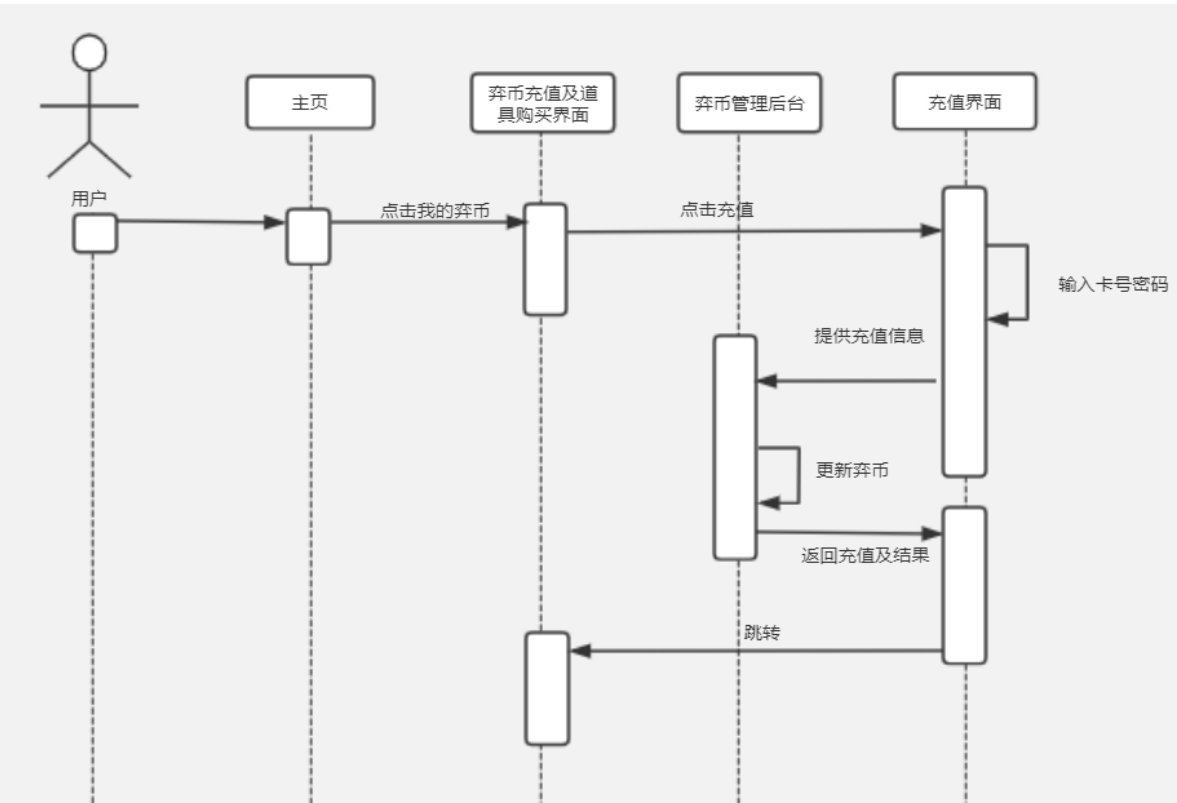 主页
弈币充值及道
具购买界面
弈币管理后台
充值界面
用户
点击我的弈币
点击充值
输入卡号密码
提供充值信息
更新弈币
返回充值及结果
跳转